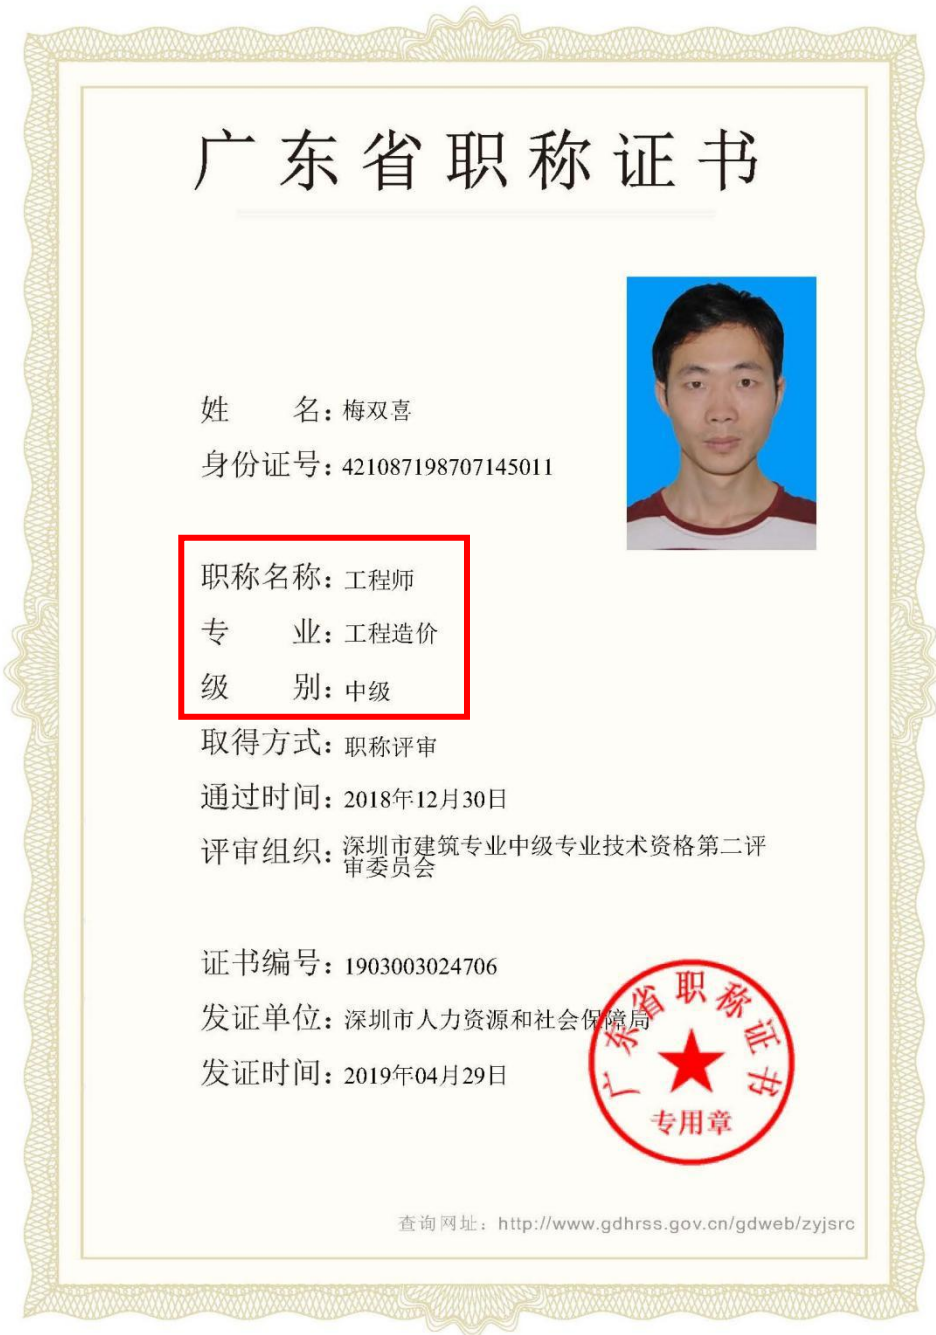 广东省职称证书
姓　　名：梅双喜
身份证号：421087198707145011
职称名称：工程师
专　　业：工程造价
级　　别：中级
取得方式：职称评审
通过时间：2018年12月30日
评审组织：深圳市建筑专业中级专业技术资格第二评
审委员会
证书编号：1903003024706
发证单位：深圳市人力资源和社会保障局
发证时间：2019年04月29日
广东省职称证书
专用章
查询网址：http://www.gdhrss.gov.cn/gdweb/zyjsrc